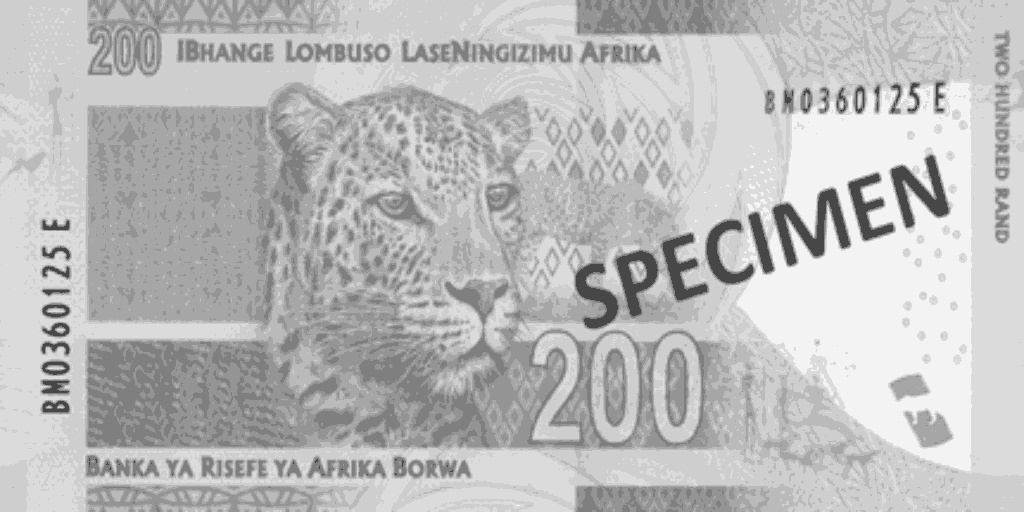 200 IBHANGE LOMBUSO LASENINGIZIMU AFRIKA
TWO HUNDRED RAND
BM0360125 E
BM0360125 E
SPECIMEN
200
BANKA YA RISEFE YA AFRIKA BORWA